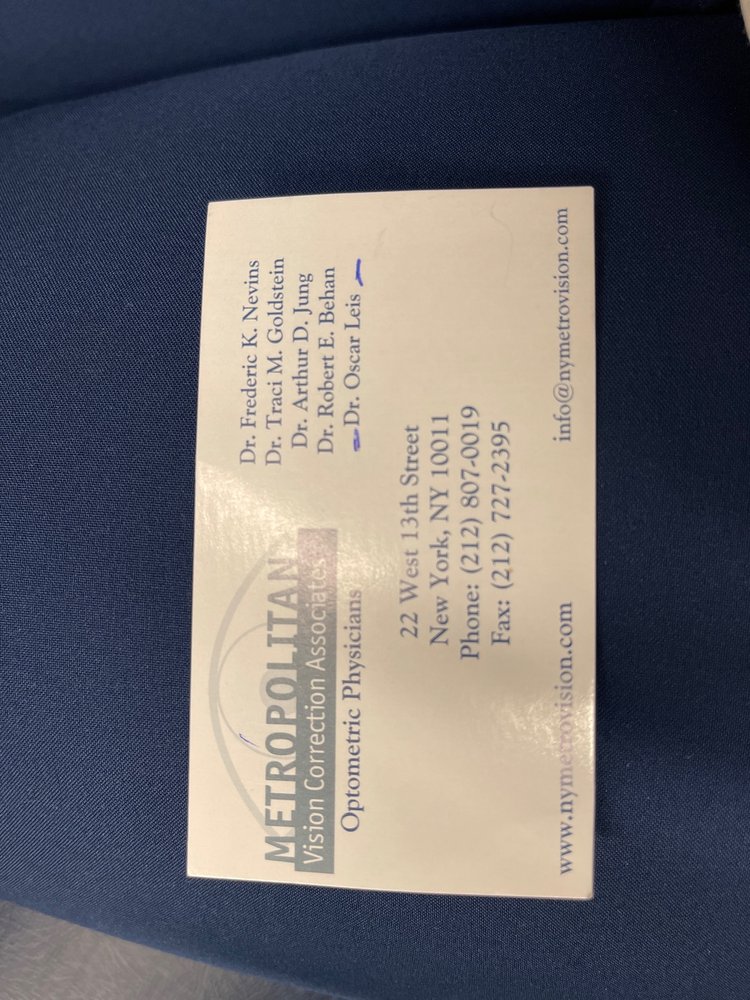 METROPOLITAN
Vision Correction Associates
Optometric Physicians
Dr. Frederic K. Nevins
Dr. Traci M. Goldstein
Dr. Arthur D. Jung
Dr. Robert E. Behan
Dr. Oscar Leis
22 West 13th Street
New York, NY 10011
Phone: (212) 807-0019
Fax: (212) 727-2395
www.nymetrovision.com
info@nymetrovision.com